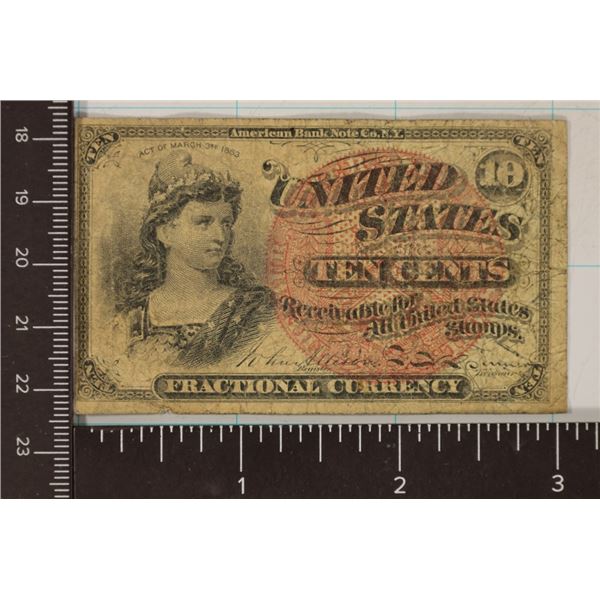 American Bank Note Co. N.Y.
ACT OF MARCH 3rd 1863
TEN
TEN
10
UNITED
STATES
TEN CENTS
Receivable for
All United States
Stamps.
TEN
TEN
FRACTIONAL CURRENCY
18
19
20
21
22
23
1
2
3